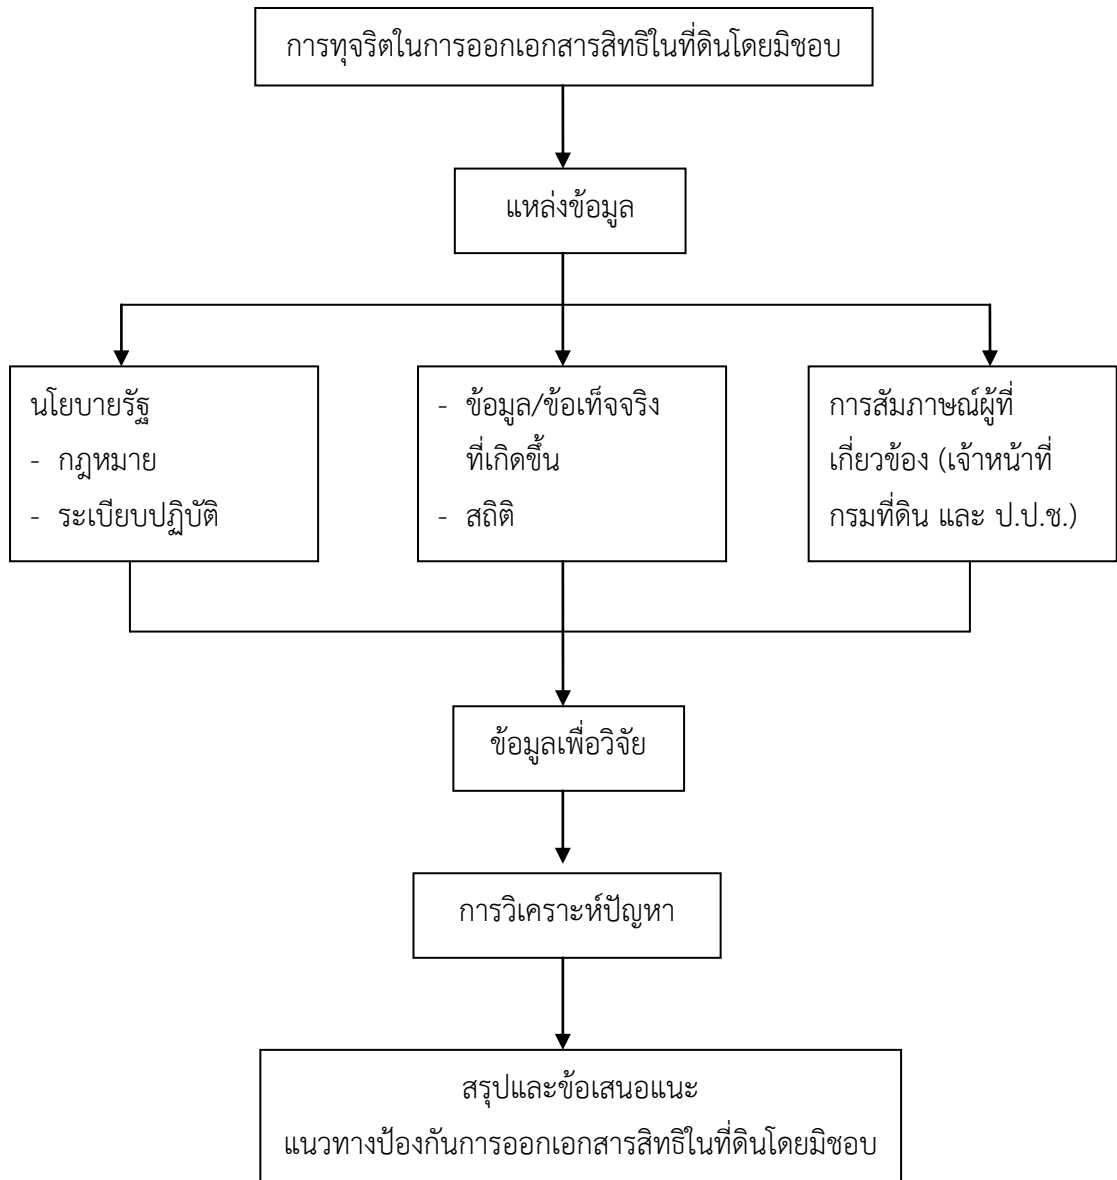 การทุจริตในการออกเอกสารสิทธิในที่ดินโดยมิชอบ
แหล่งข้อมูล
นโยบายรัฐ
- กฎหมาย
- ระเบียบปฏิบัติ
- ข้อมูล/ข้อเท็จจริง
ที่เกิดขึ้น
- สถิติ
การสัมภาษณ์ผู้ที่
เกี่ยวข้อง (เจ้าหน้าที่
กรมที่ดิน และ ป.ป.ช.)
ข้อมูลเพื่อวิจัย
การวิเคราะห์ปัญหา
สรุปและข้อเสนอแนะ
แนวทางป้องกันการออกเอกสารสิทธิในที่ดินโดยมิชอบ